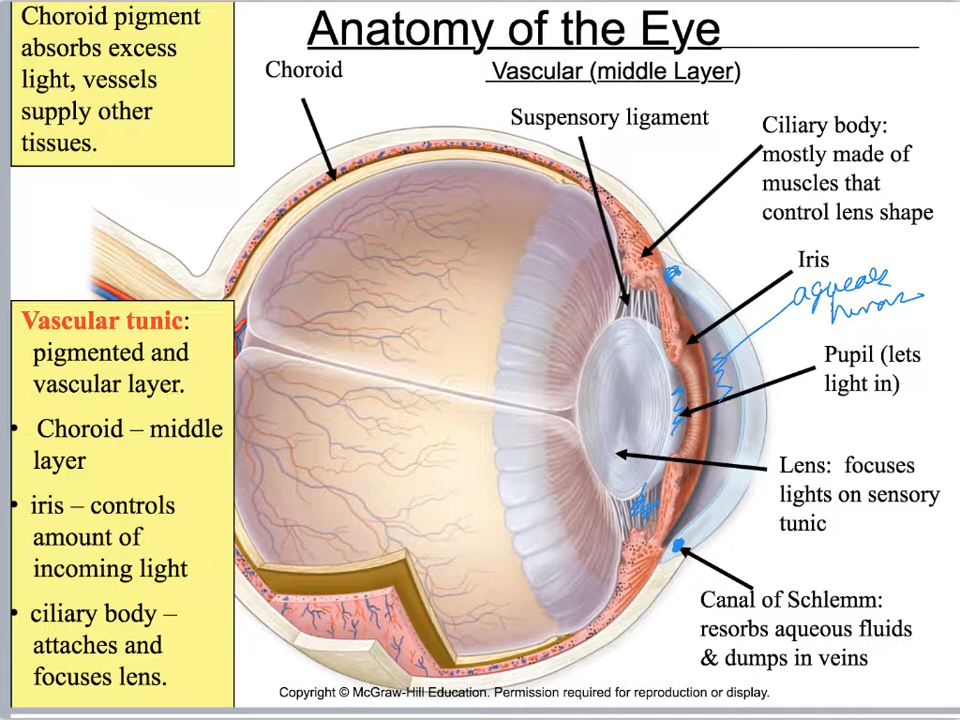 Choroid pigment
absorbs excess
light, vessels
supply other
tissues.
Anatomy of the Eye
Vascular (middle Layer)
Choroid
Suspensory ligament
Ciliary body:
mostly made of
muscles that
control lens shape
Iris
aqueous
humor
Pupil (lets
light in)
Lens: focuses
lights on sensory
tunic
Canal of Schlemm:
resorbs aqueous fluids
& dumps in veins
Vascular tunic:
pigmented and
vascular layer.
• Choroid – middle
layer
• iris – controls
amount of
incoming light
• ciliary body –
attaches and
focuses lens.
Copyright © McGraw-Hill Education. Permission required for reproduction or display.